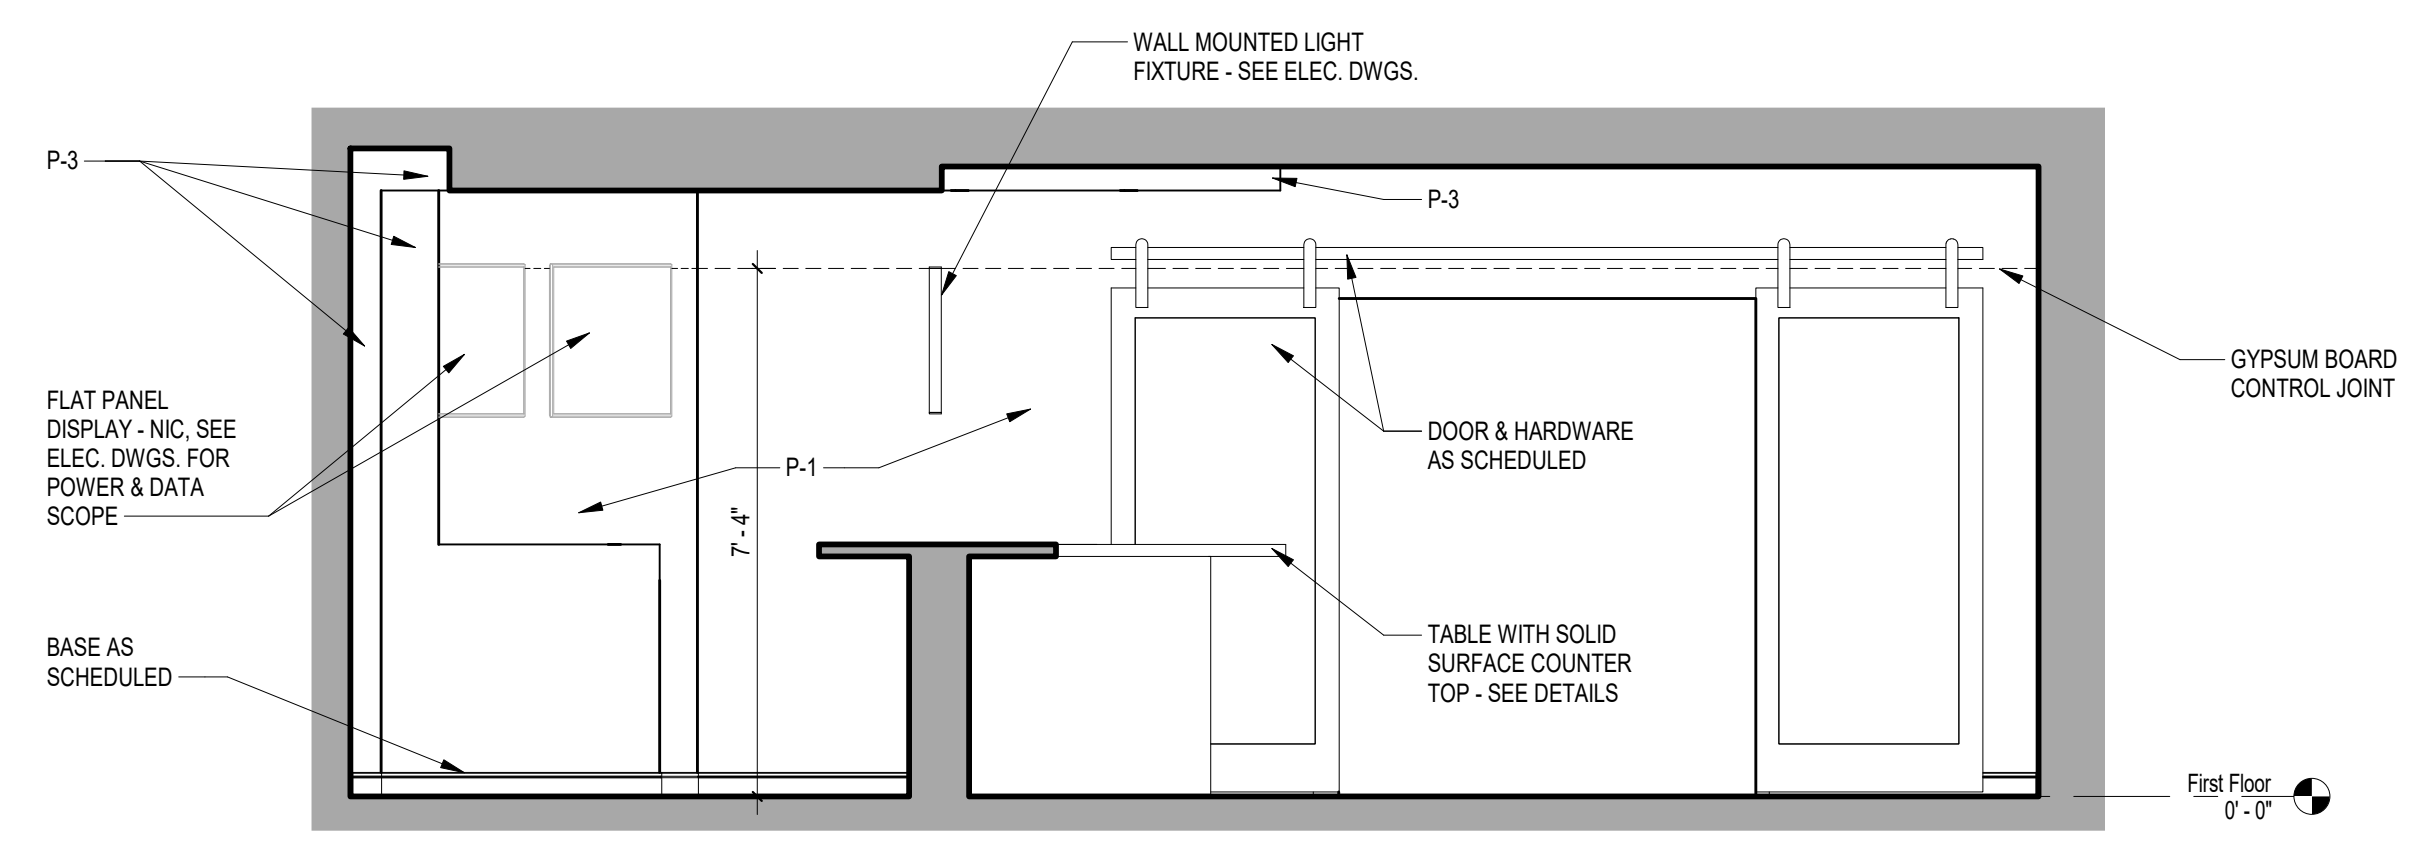 WALL MOUNTED LIGHT
FIXTURE - SEE ELEC. DWGS.
P-3
P-3
GYPSUM BOARD
CONTROL JOINT
FLAT PANEL
DISPLAY - NIC, SEE
ELEC. DWGS. FOR
POWER & DATA
SCOPE
P-1
DOOR & HARDWARE
AS SCHEDULED
7' - 4"
BASE AS
SCHEDULED
TABLE WITH SOLID
SURFACE COUNTER
TOP - SEE DETAILS
First Floor
0' - 0"